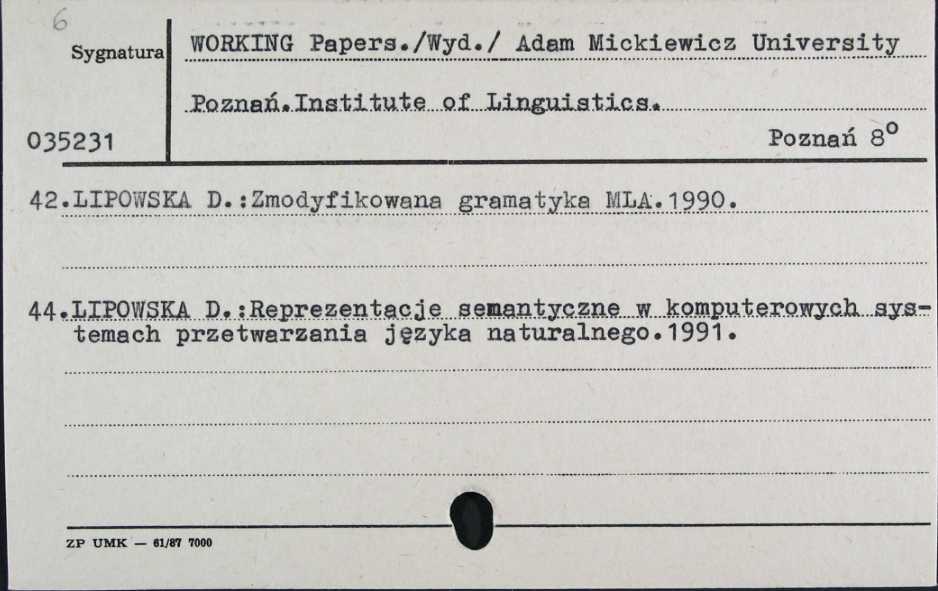 6
Sygnatura
WORKING Papers./Wyd./ Adam Mickiewicz University
Poznań.Institute of Linguistics.
035231
Poznań 8º
42.LIPOWSKA D.:Zmodyfikowana gramatyka MLA.1990.
44.LIPOWSKA D.:Reprezentacje semantyczne w komputerowych sys-
temach przetwarzania języka naturalnego.1991.
ZP UMK — 61/87 7000